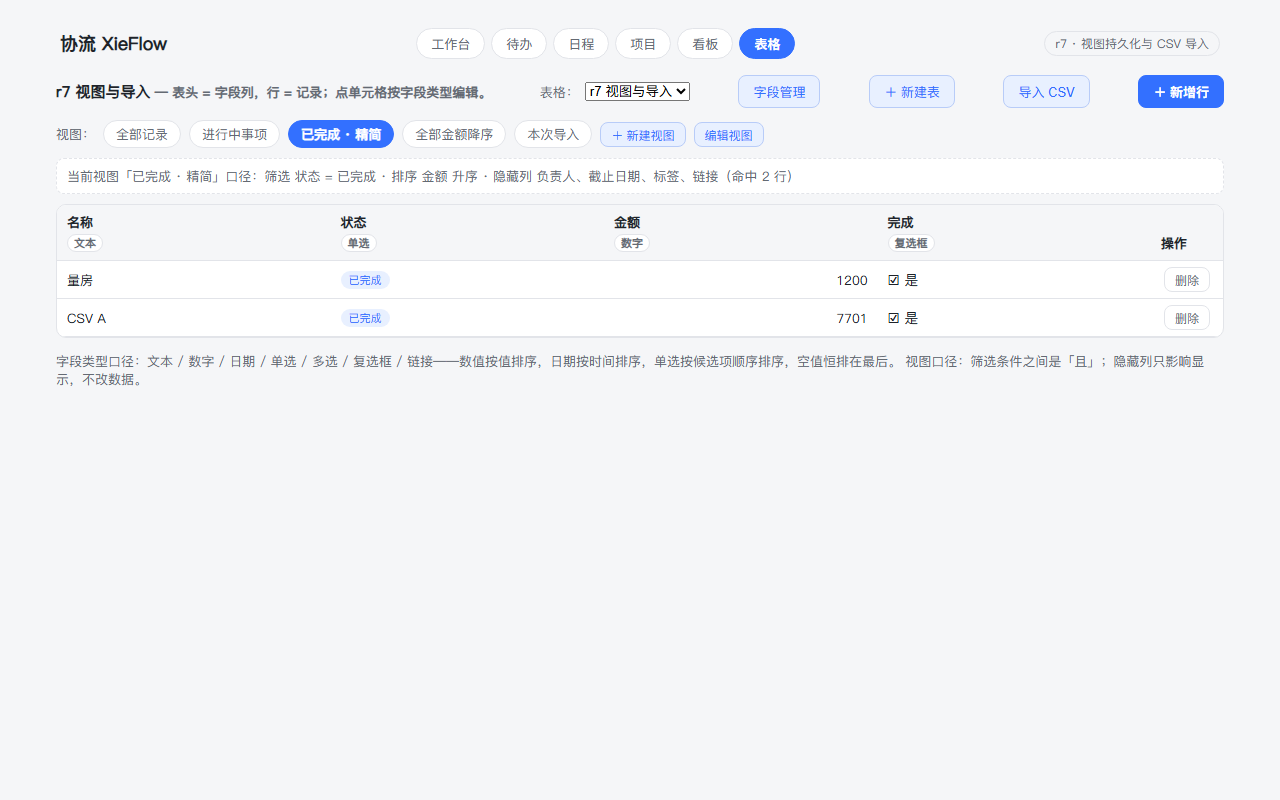 协流 XieFlow
工作台 待办 日程 项目 看板 表格
r7 · 视图持久化与 CSV 导入
r7 视图与导入 — 表头 = 字段列，行 = 记录；点单元格按字段类型编辑。
表格： r7 视图与导入
字段管理 ＋ 新建表 导入 CSV ＋ 新增行
视图： 全部记录 进行中事项 已完成 · 精简 全部金额降序 本次导入 ＋ 新建视图 编辑视图
当前视图「已完成 · 精简」口径：筛选 状态 = 已完成 · 排序 金额 升序 · 隐藏列 负责人、截止日期、标签、链接（命中 2 行）
名称 状态 金额 完成
文本 单选 数字 复选框 操作
量房 已完成 1200 ☑ 是 删除
CSV A 已完成 7701 ☑ 是 删除
字段类型口径：文本 / 数字 / 日期 / 单选 / 多选 / 复选框 / 链接——数值按值排序，日期按时间排序，单选按候选项顺序排序，空值恒排在最后。 视图口径：筛选条件之间是「且」；隐藏列只影响显
示，不改数据。